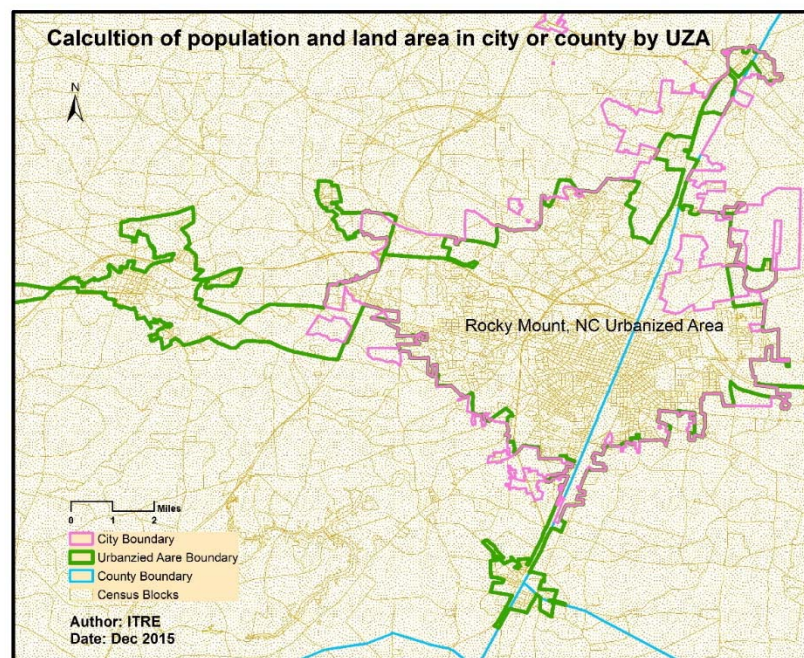 Calcultion of population and land area in city or county by UZA
N
Rocky Mount, NC Urbanized Area
Miles
0 1 2
City Boundary
Urbanzied Aare Boundary
County Boundary
Census Blocks
Author: ITRE
Date: Dec 2015